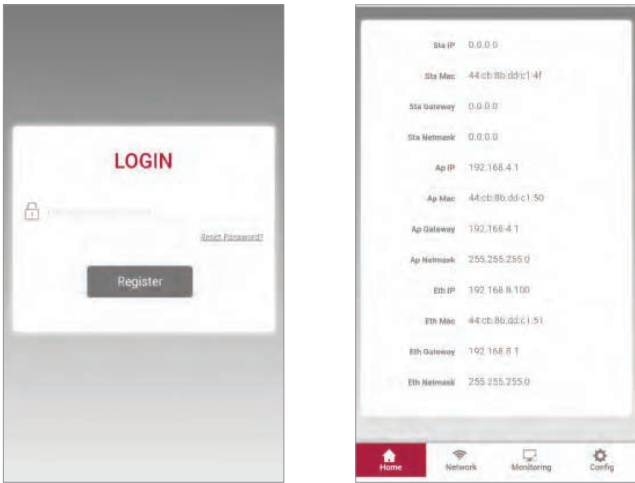 LOGIN
Reset Password?
Register
Sta IP 0.0.0.0
Sta Mac 44:cb:8b:dd:c1:4f
Sta Gateway 0.0.0.0
Sta Netmask 0.0.0.0
Ap IP 192.168.4.1
Ap Mac 44:cb:8b:dd:c1:50
Ap Gateway 192.168.4.1
Ap Netmask 255.255.255.0
Eth IP 192.168.8.100
Eth Mac 44:cb:8b:dd:c1:51
Eth Gateway 192.168.8.1
Eth Netmask 255.255.255.0
Home Network Monitoring Config